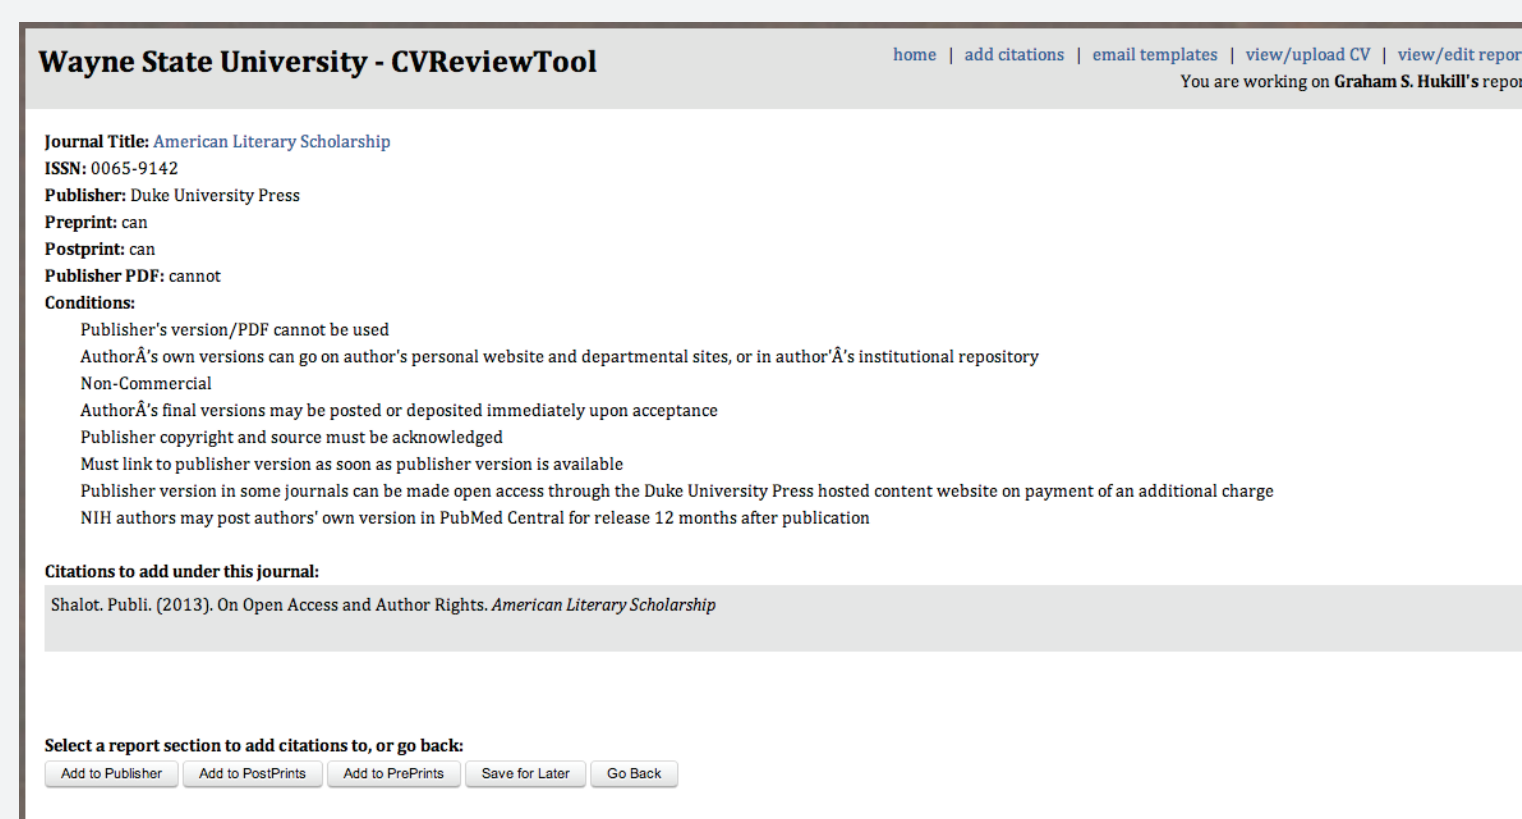 Wayne State University - CVReviewTool
home | add citations | email templates | view/upload CV | view/edit
You are working on Graham S. Hukill's
Journal Title: American Literary Scholarship
ISSN: 0065-9142
Publisher: Duke University Press
Preprint: can
Postprint: can
Publisher PDF: cannot
Conditions:
Publisher's version/PDF cannot be used
AuthorÂ's own versions can go on author's personal website and departmental sites, or in author'Â's institutional repository
Non-Commercial
AuthorÂ's final versions may be posted or deposited immediately upon acceptance
Publisher copyright and source must be acknowledged
Must link to publisher version as soon as publisher version is available
Publisher version in some journals can be made open access through the Duke University Press hosted content website on payment of an additional charge
NIH authors may post authors' own version in PubMed Central for release 12 months after publication
Citations to add under this journal:
Shalot. Publi. (2013). On Open Access and Author Rights. American Literary Scholarship
Select a report section to add citations to, or go back:
Add to Publisher Add to PostPrints Add to PrePrints Save for Later Go Back